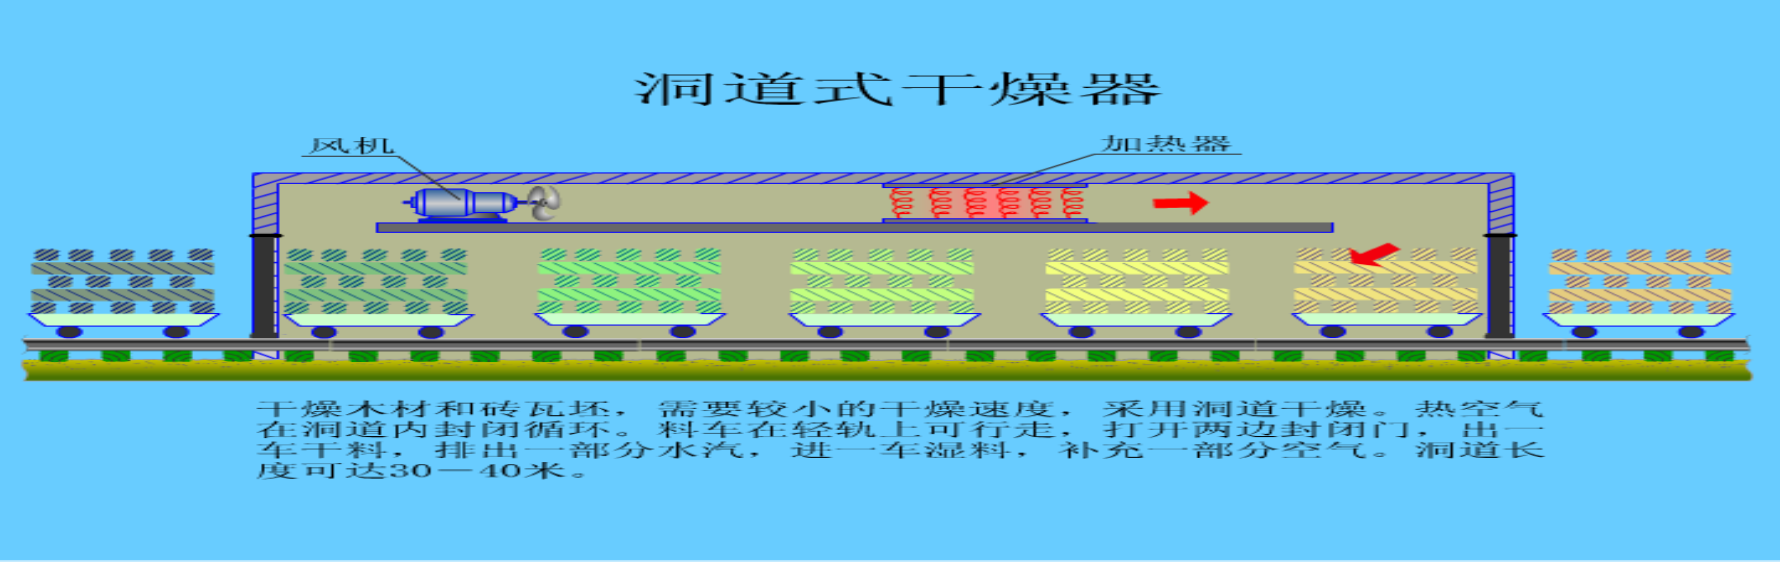 洞道式干燥器
风机
加热器
干燥木材和砖瓦坯，需要较小的干燥速度，采用洞道干燥。热空气
在洞道内封闭循环。料车在轻轨上可行走，打开两边封闭门，出一
车干料，排出一部分水汽，进一车湿料，补充一部分空气。洞道长
度可达30－40米。